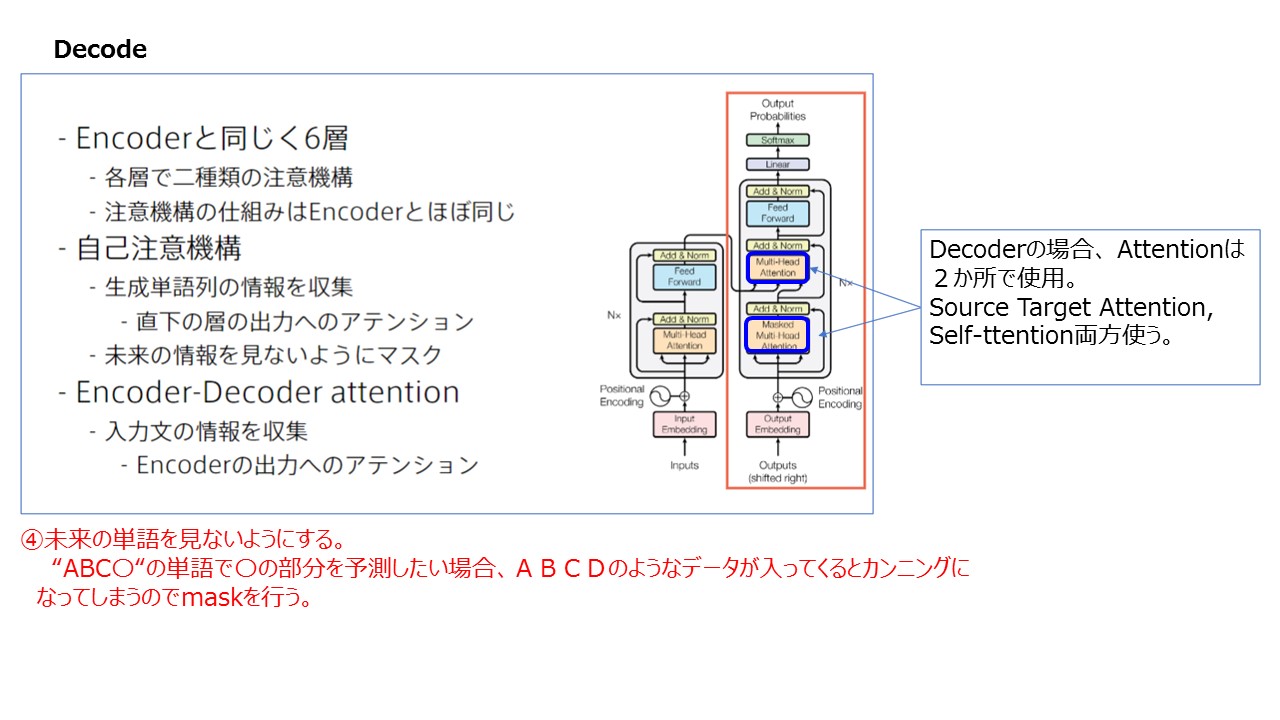 Decode
- Encoderと同じく6層
- 各層で二種類の注意機構
- 注意機構の仕組みはEncoderとほぼ同じ
- 自己注意機構
- 生成単語列の情報を収集
- 直下の層の出力へのアテンション
- 未来の情報を見ないようにマスク
- Encoder-Decoder attention
- 入力文の情報を収集
- Encoderの出力へのアテンション
Output
Probabilities
Softmax
Linear
Add & Norm
Feed
Forward
Add & Norm
Multi-Head
Attention
N×
Add & Norm
Masked
Multi-Head
Attention
Positional
Encoding
Output
Embedding
Outputs
(shifted right)
Add & Norm
Feed
Forward
N×
Add & Norm
Multi-Head
Attention
Positional
Encoding
Input
Embedding
Inputs
Decoderの場合、Attentionは
２か所で使用。
Source Target Attention,
Self-ttention両方使う。
④未来の単語を見ないようにする。
“ABC〇“の単語で〇の部分を予測したい場合、ＡＢＣＤのようなデータが入ってくるとカンニングに
なってしまうのでmaskを行う。